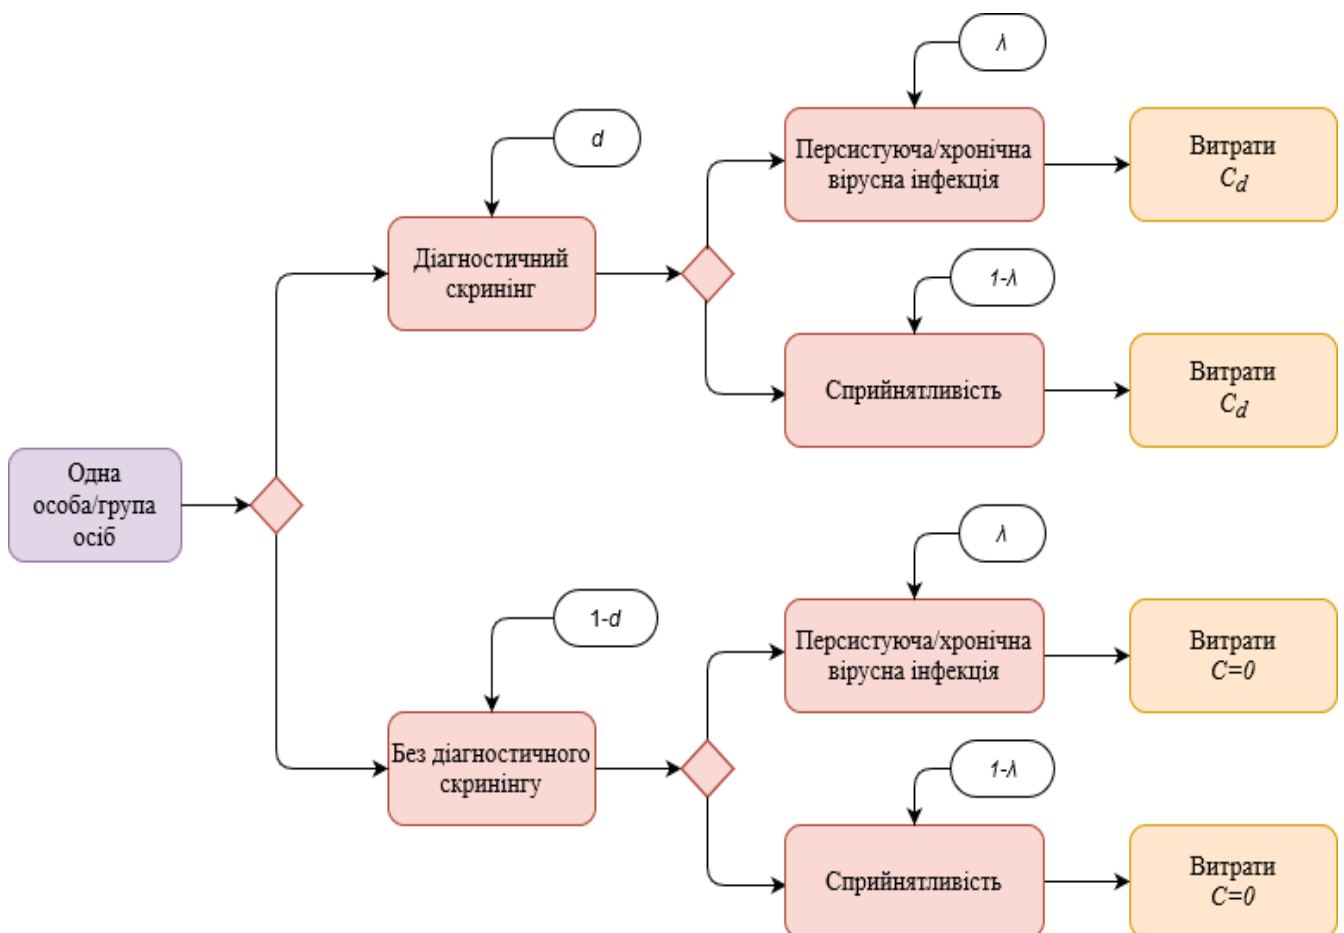 λ
d
Персистуюча/хронічна
вірусна інфекція
Витрати
Cd
Діагностичний
скринінг
1-λ
Сприйнятливість
Витрати
Cd
Одна
особа/група
осіб
λ
1-d
Персистуюча/хронічна
вірусна інфекція
Витрати
C=0
Без діагностичного
скринінгу
1-λ
Сприйнятливість
Витрати
C=0